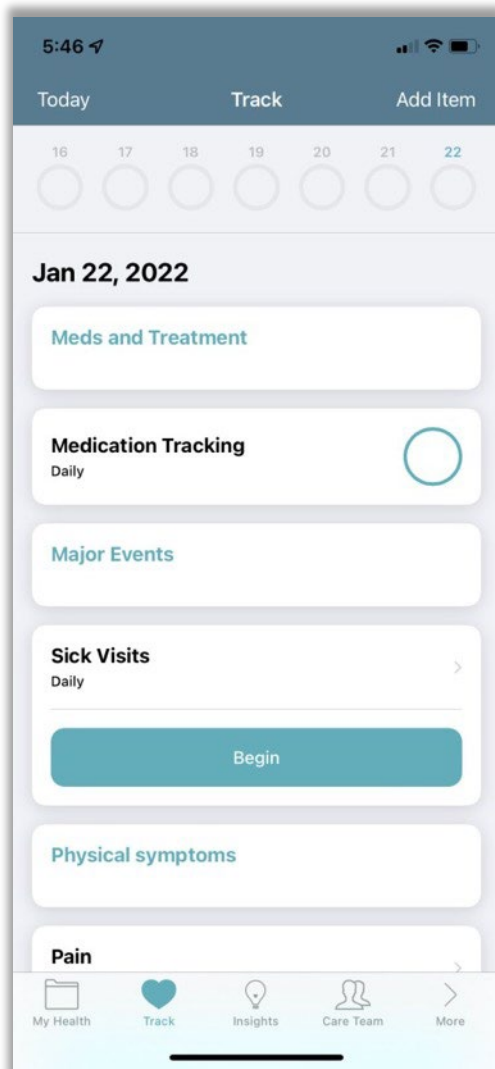 5:46
Today Track Add Item
16 17 18 19 20 21 22
Jan 22, 2022
Meds and Treatment
Medication Tracking
Daily
Major Events
Sick Visits
Daily
Begin
Physical symptoms
Pain
My Health Track Insights Care Team More